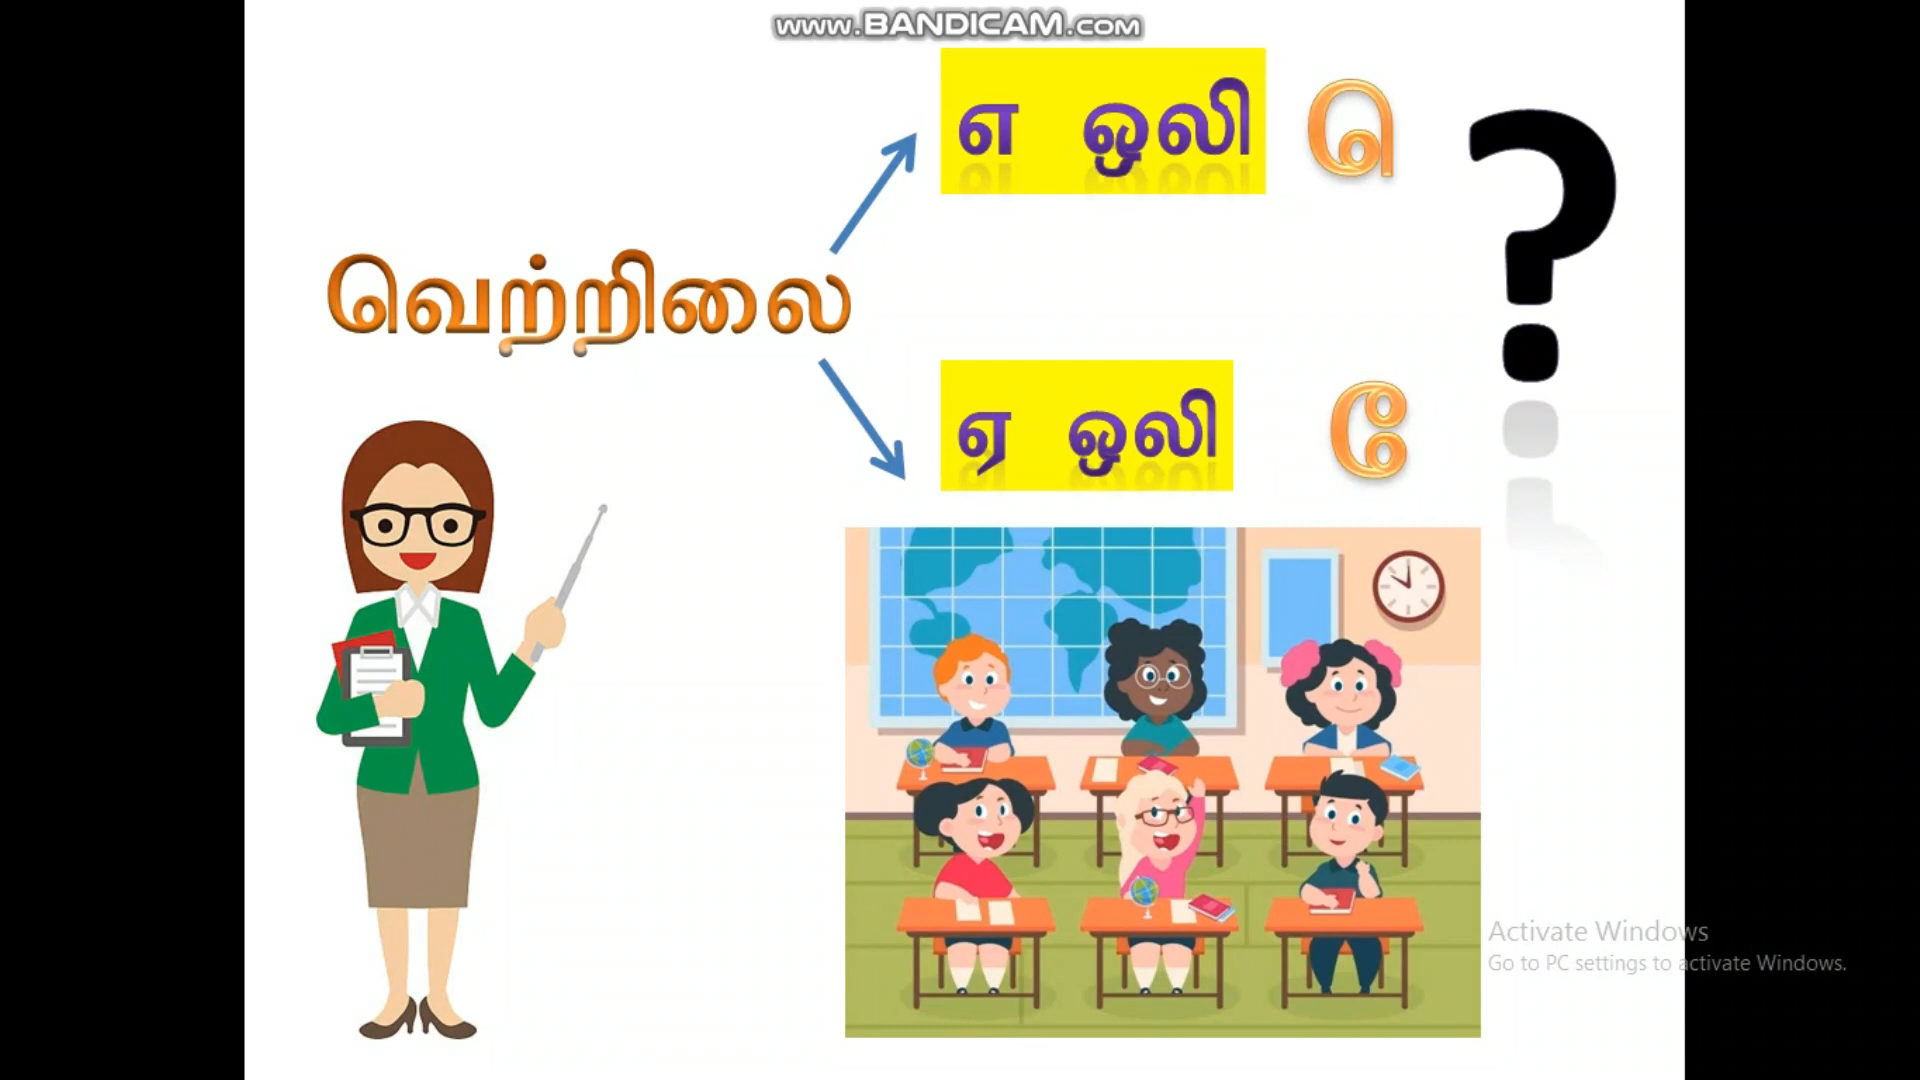 www.BANDICAM.com
எ ஒலி ெ
?
வெற்றிலை
ஏ ஒலி ே
Activate Windows
Go to PC settings to activate Windows.